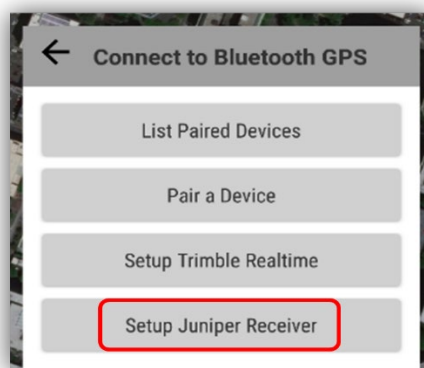 Connect to Bluetooth GPS
List Paired Devices
Pair a Device
Setup Trimble Realtime
Setup Juniper Receiver